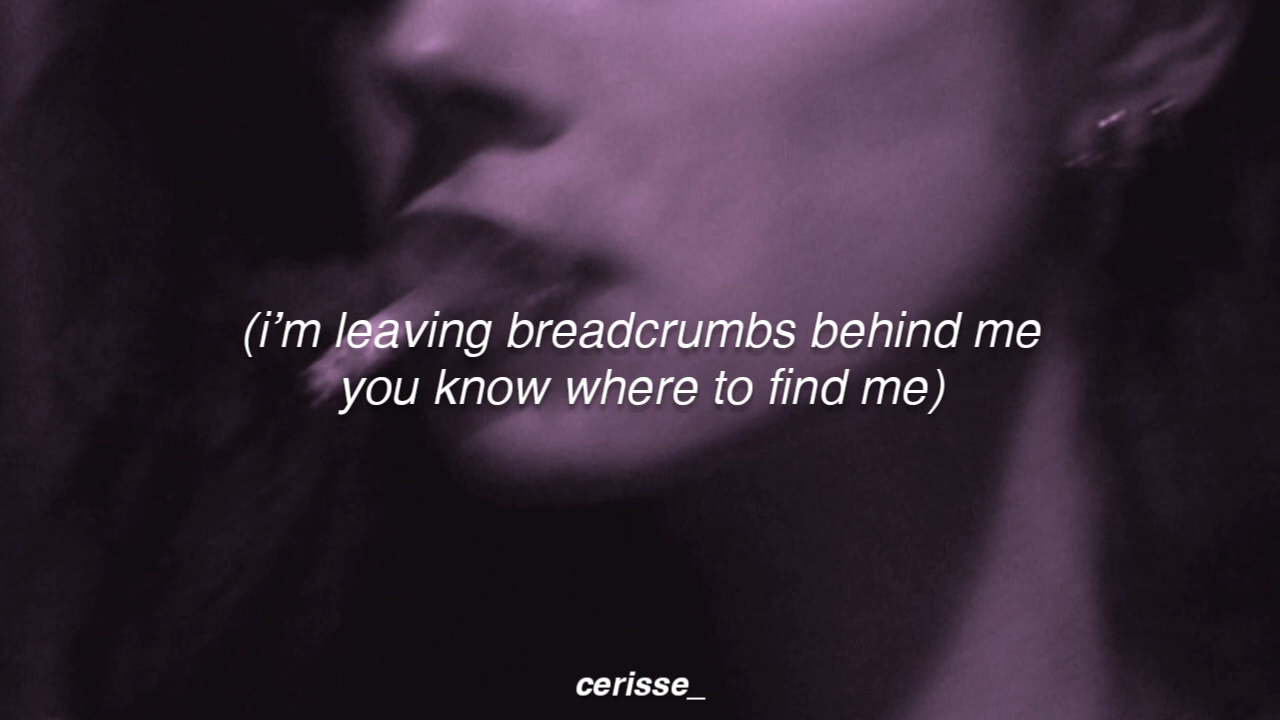 (i’m leaving breadcrumbs behind me
you know where to find me)
cerisse_